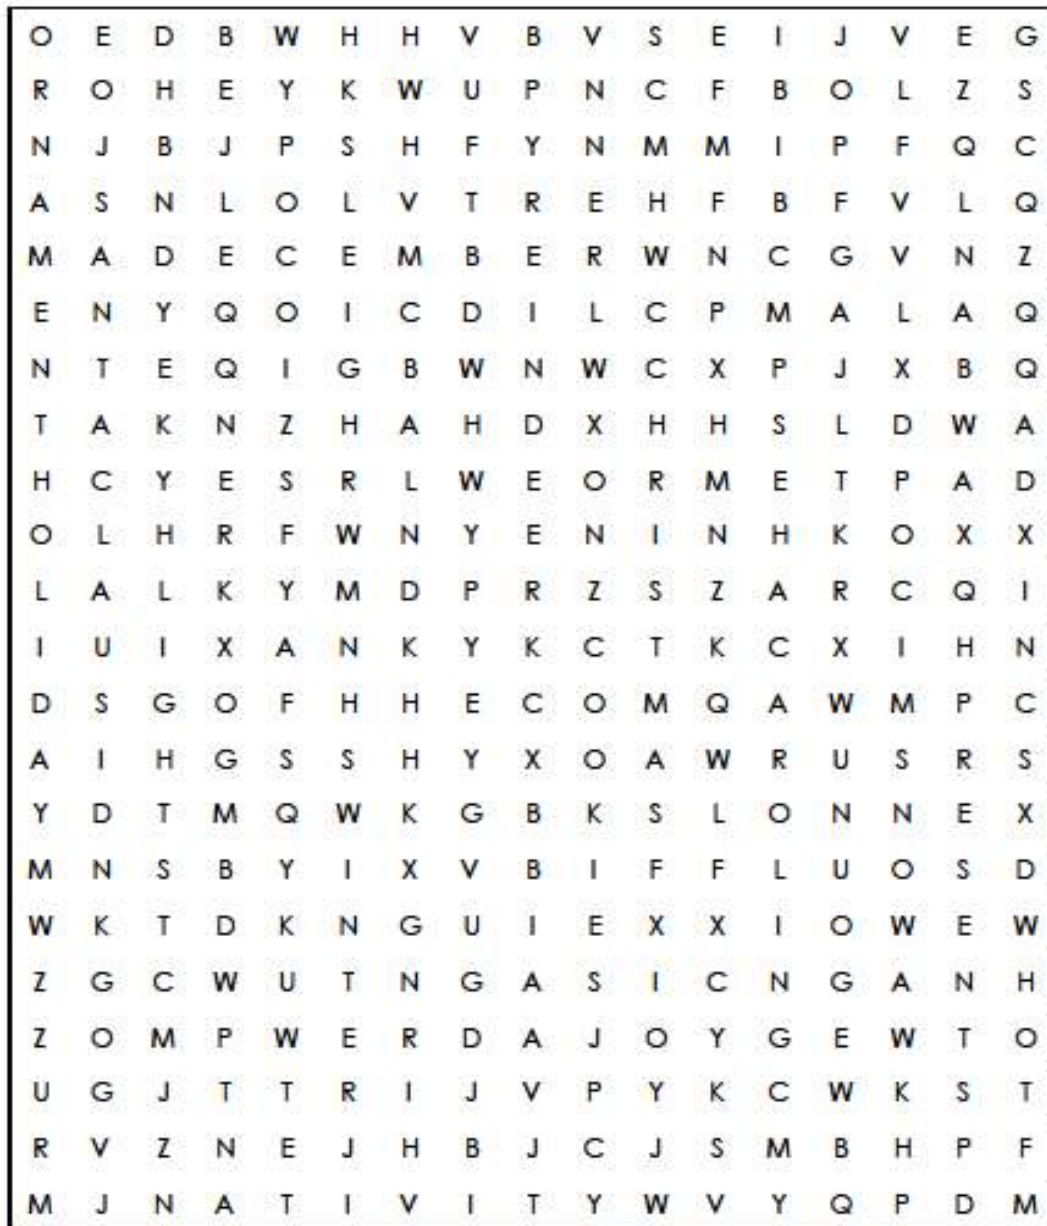 O E D B W H H V B V S E I J V E G
R O H E Y K W U P N C F B O L Z S
N J B J P S H F Y N M M I P F Q C
A S N L O L V T R E H F B F V L Q
M A D E C E M B E R W N C G V N Z
E N Y Q O I C D I L C P M A L A Q
N T E Q I G B W N W C X P J X B Q
T A K N Z H A H D X H H S L D W A
H C Y E S R L W E O R M E T P A D
O L H R F W N Y E N I N H K O X X
L A L K Y M D P R Z S Z A R C Q I
I U I X A N K Y K C T K C X I H N
D S G O F H H E C O M Q A W M P C
A I H G S S H Y X O A W R U S R S
Y D T M Q W K G B K S L O N N E X
M N S B Y I X V B I F F L U O S D
W K T D K N G U I E X X I O W E W
Z G C W U T N G A S I C N G A N H
Z O M P W E R D A J O Y G E W T O
U G J T T R I J V P Y K C W K S T
R V Z N E J H B J C J S M B H P F
M J N A T I V I T Y W V Y Q P D M